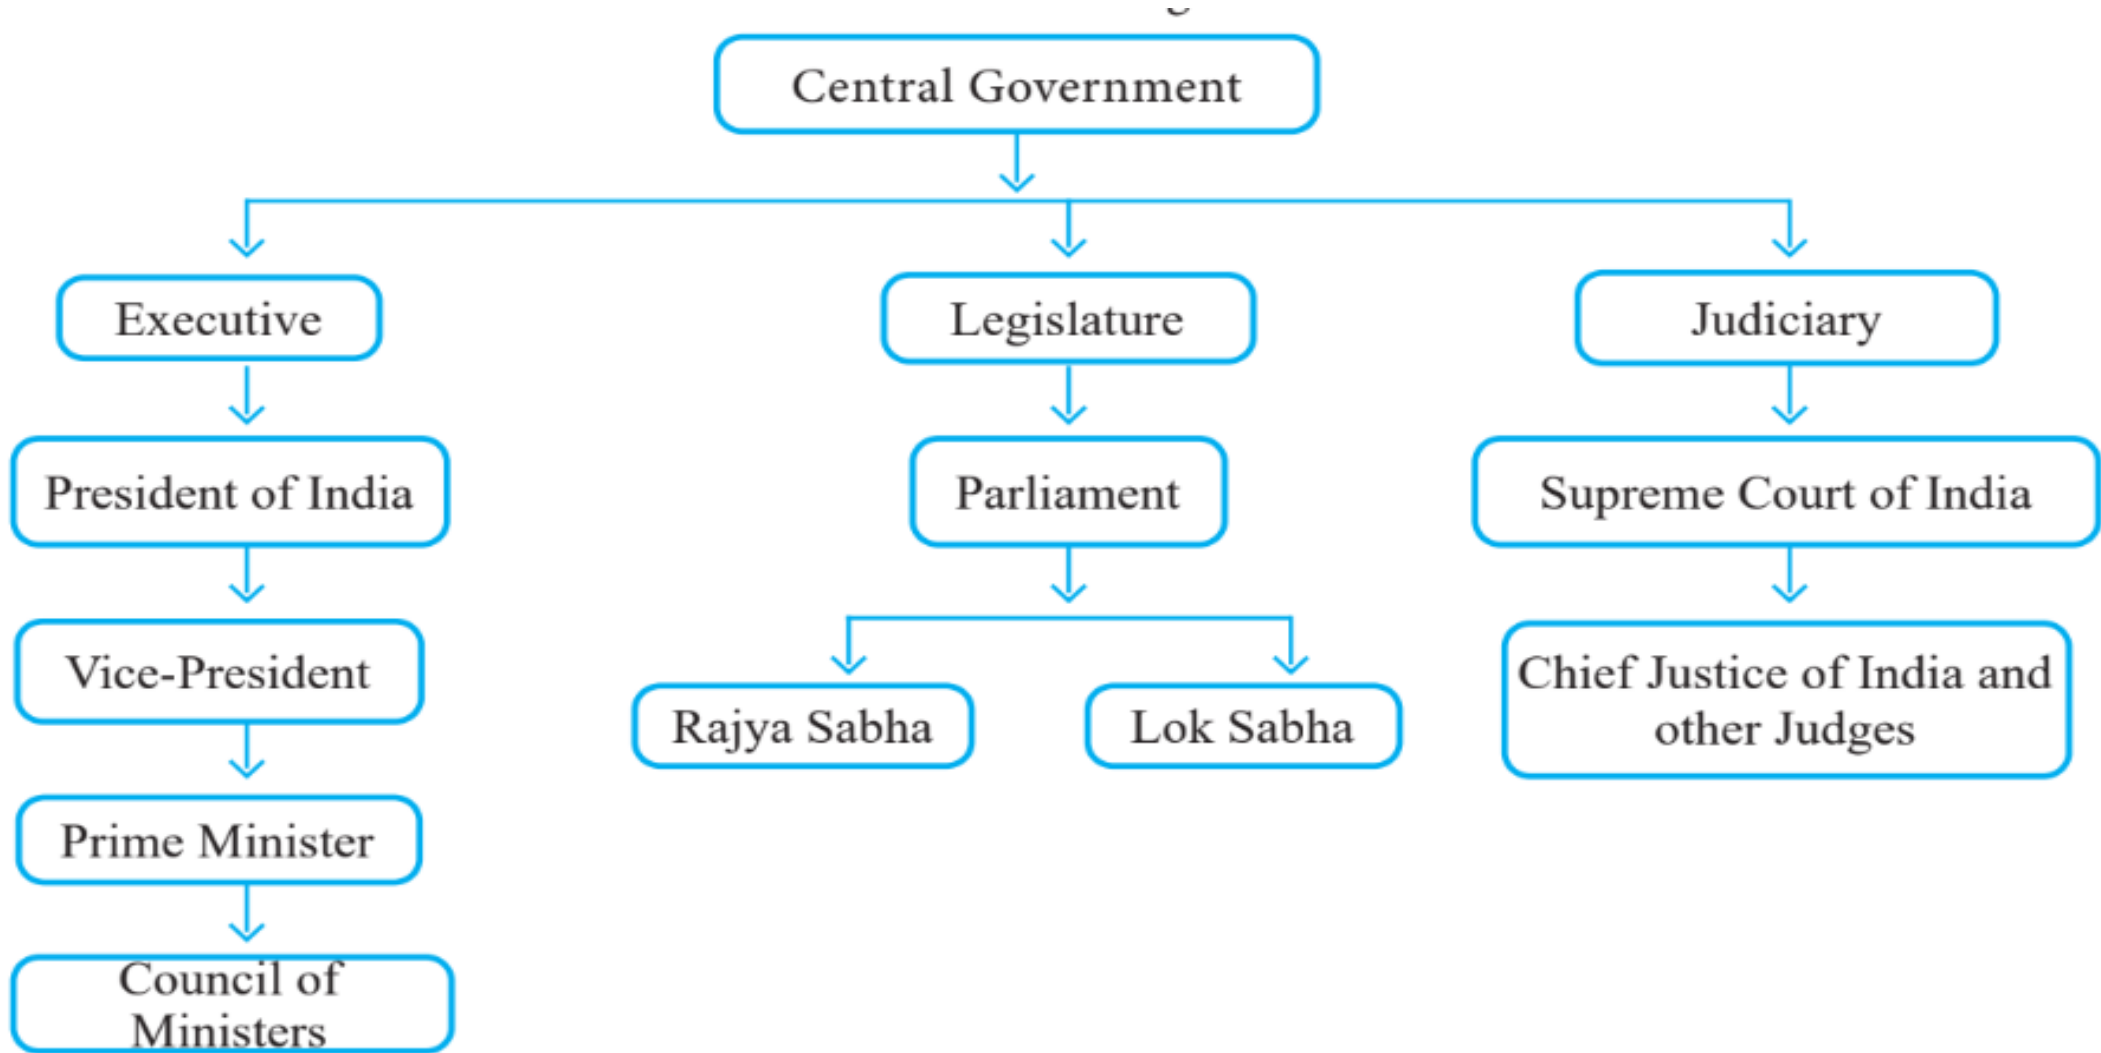 Central Government
Executive
Legislature
Judiciary
President of India
Parliament
Supreme Court of India
Vice-President
Rajya Sabha
Lok Sabha
Chief Justice of India and
other Judges
Prime Minister
Council of
Ministers